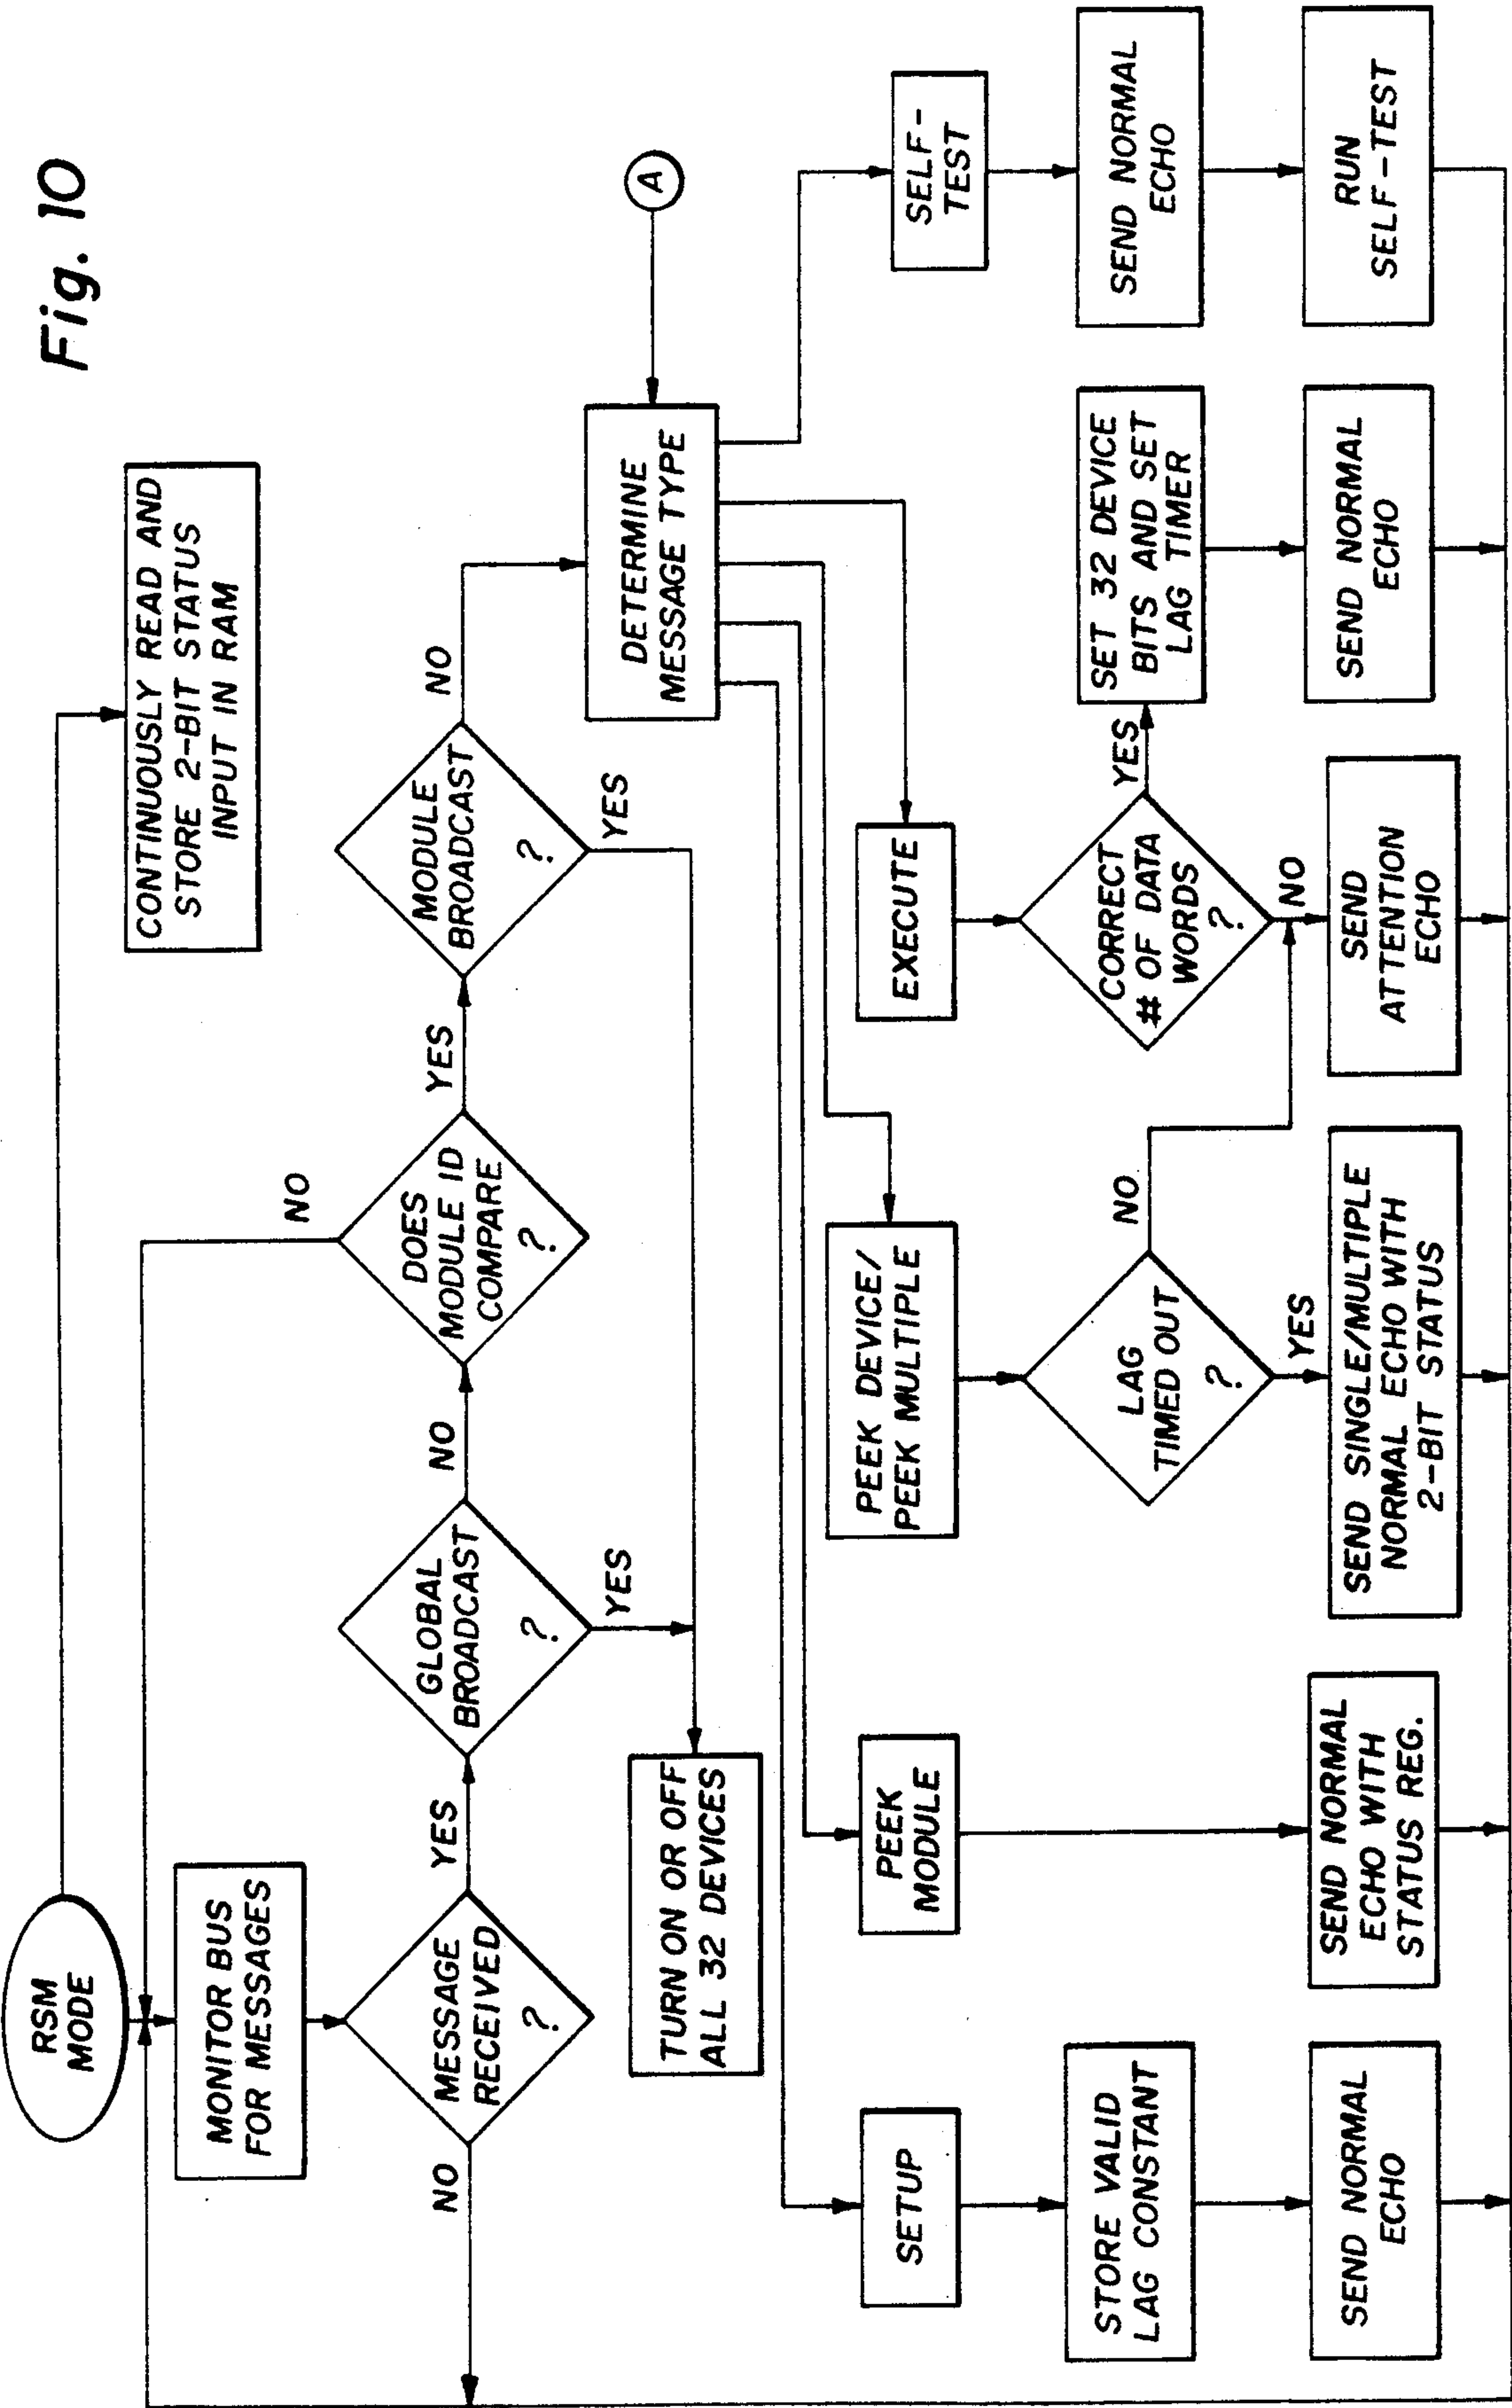 Fig. 10
RSM
MODE
CONTINUOUSLY READ AND
STORE 2-BIT STATUS
INPUT IN RAM
MONITOR BUS
FOR MESSAGES
MESSAGE
RECEIVED
?
NO
YES
GLOBAL
BROADCAST
?
NO
YES
DOES
MODULE ID
COMPARE
?
NO
YES
MODULE
BROADCAST
?
NO
YES
TURN ON OR OFF
ALL 32 DEVICES
DETERMINE
MESSAGE TYPE
A
SETUP
STORE VALID
LAG CONSTANT
SEND NORMAL
ECHO
PEEK
MODULE
SEND NORMAL
ECHO WITH
STATUS REG.
PEEK DEVICE/
PEEK MULTIPLE
LAG
TIMED OUT
?
NO
YES
SEND SINGLE/MULTIPLE
NORMAL ECHO WITH
2-BIT STATUS
EXECUTE
CORRECT
# OF DATA
WORDS
?
YES
NO
SEND
ATTENTION
ECHO
SET 32 DEVICE
BITS AND SET
LAG TIMER
SEND NORMAL
ECHO
SELF-
TEST
SEND NORMAL
ECHO
RUN
SELF-TEST